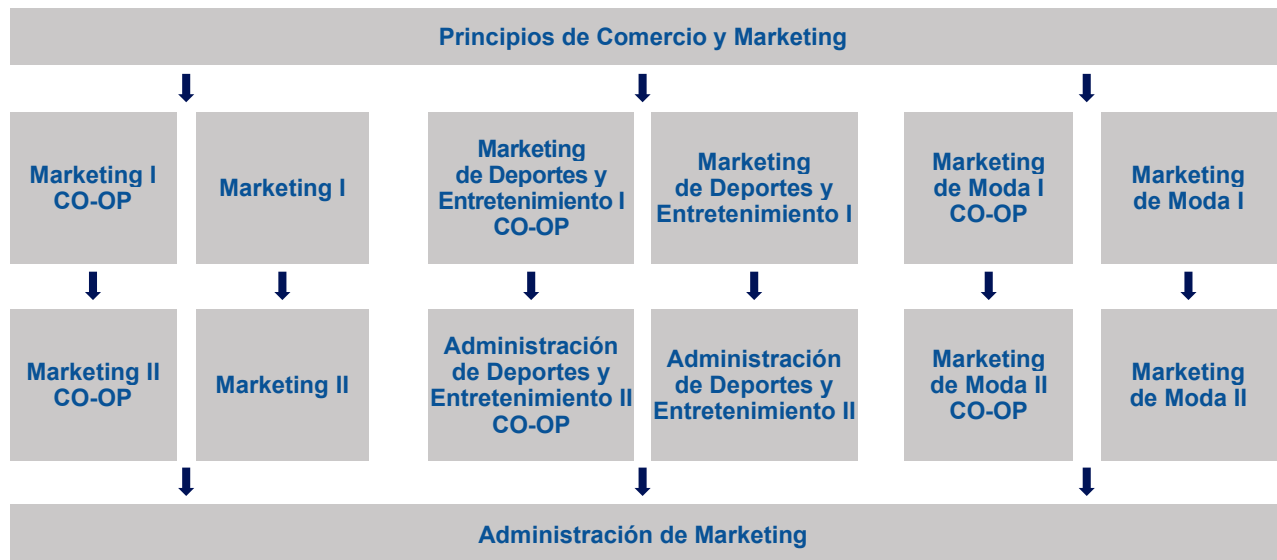 Principios de Comercio y Marketing
Marketing I
CO-OP
Marketing I
Marketing
de Deportes y
Entretenimiento I
CO-OP
Marketing
de Deportes y
Entretenimiento I
Marketing
de Moda I
CO-OP
Marketing
de Moda I
Marketing II
CO-OP
Marketing II
Administración
de Deportes y
Entretenimiento II
CO-OP
Administración
de Deportes y
Entretenimiento II
Marketing
de Moda II
CO-OP
Marketing
de Moda II
Administración de Marketing